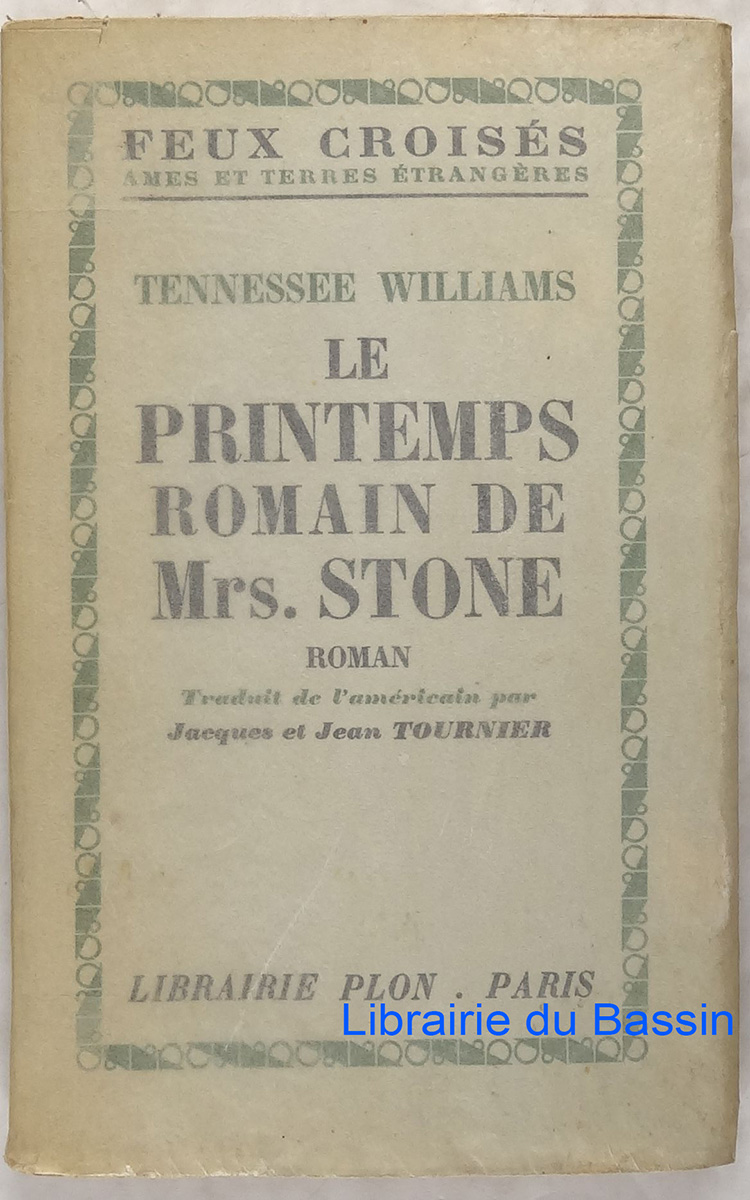 FEUX CROISÉS
AMES ET TERRES ÉTRANGÈRES
TENNESSEE WILLIAMS
LE
PRINTEMPS
ROMAIN DE
Mrs. STONE
ROMAN
Traduit de l'américain par
Jacques et Jean TOURNIER
LIBRAIRIE PLON . PARIS
Librairie du Bassin